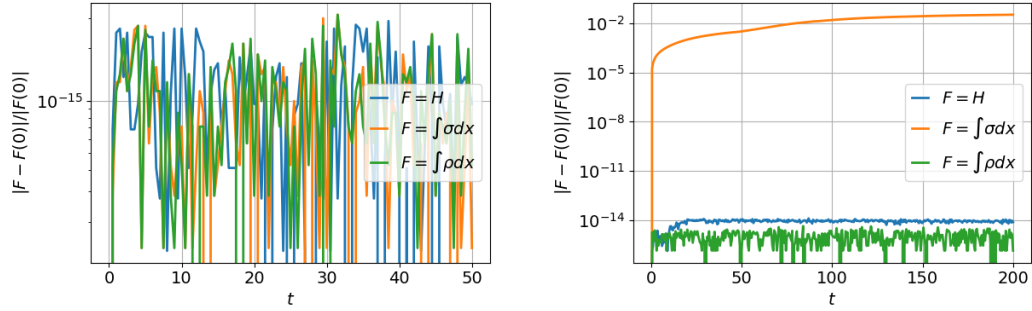 |F − F(0)|/|F(0)|
10⁻¹⁵
F = H
F = ∫σdx
F = ∫ρdx
0 10 20 30 40 50
t
|F − F(0)|/|F(0)|
10⁻²
10⁻⁵
10⁻⁸
10⁻¹¹
10⁻¹⁴
F = H
F = ∫σdx
F = ∫ρdx
0 50 100 150 200
t